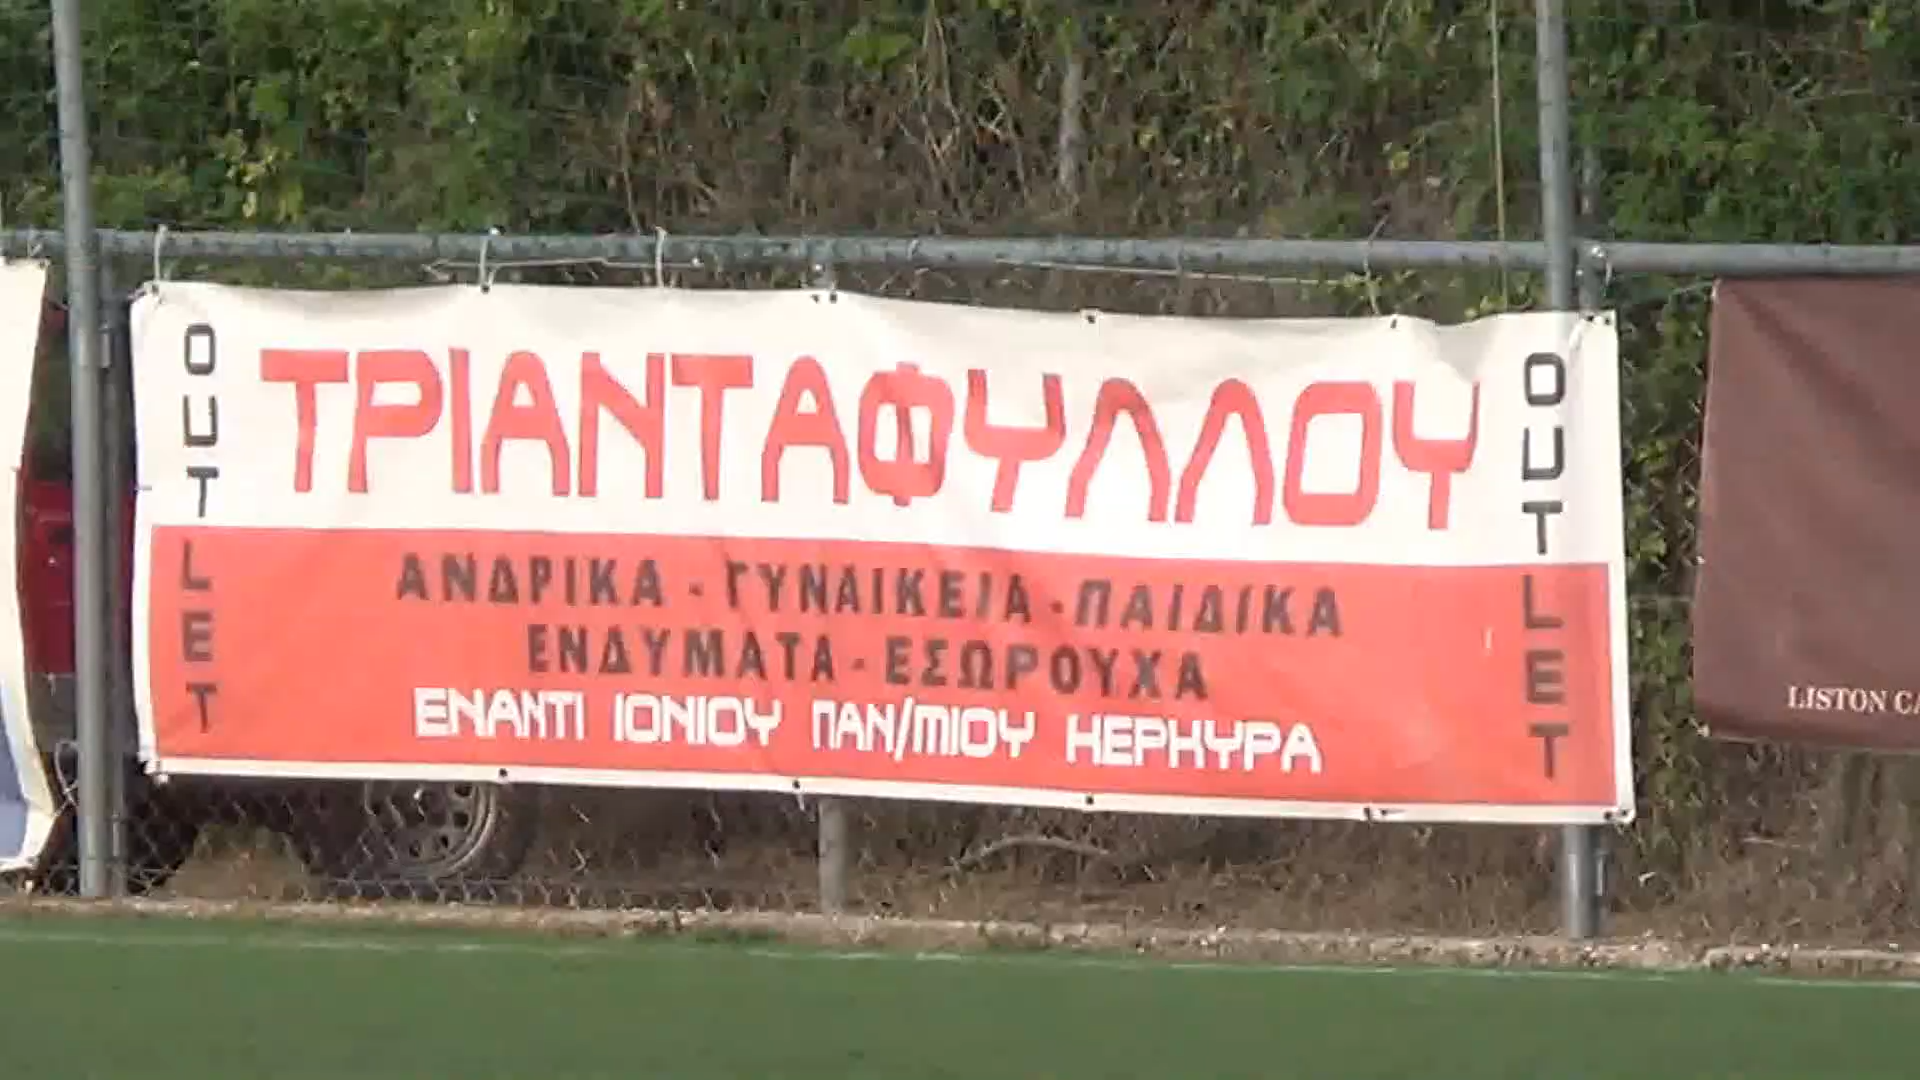 OUTLET
ΤΡΙΑΝΤΑΦΥΛΛΟΥ
OUTLET
ΑΝΔΡΙΚΑ - ΓΥΝΑΙΚΕΙΑ - ΠΑΙΔΙΚΑ
ΕΝΔΥΜΑΤΑ - ΕΣΩΡΟΥΧΑ
ΕΝΑΝΤΙ ΙΟΝΙΟΥ ΠΑΝ/ΜΙΟΥ ΚΕΡΚΥΡΑ
LISTON